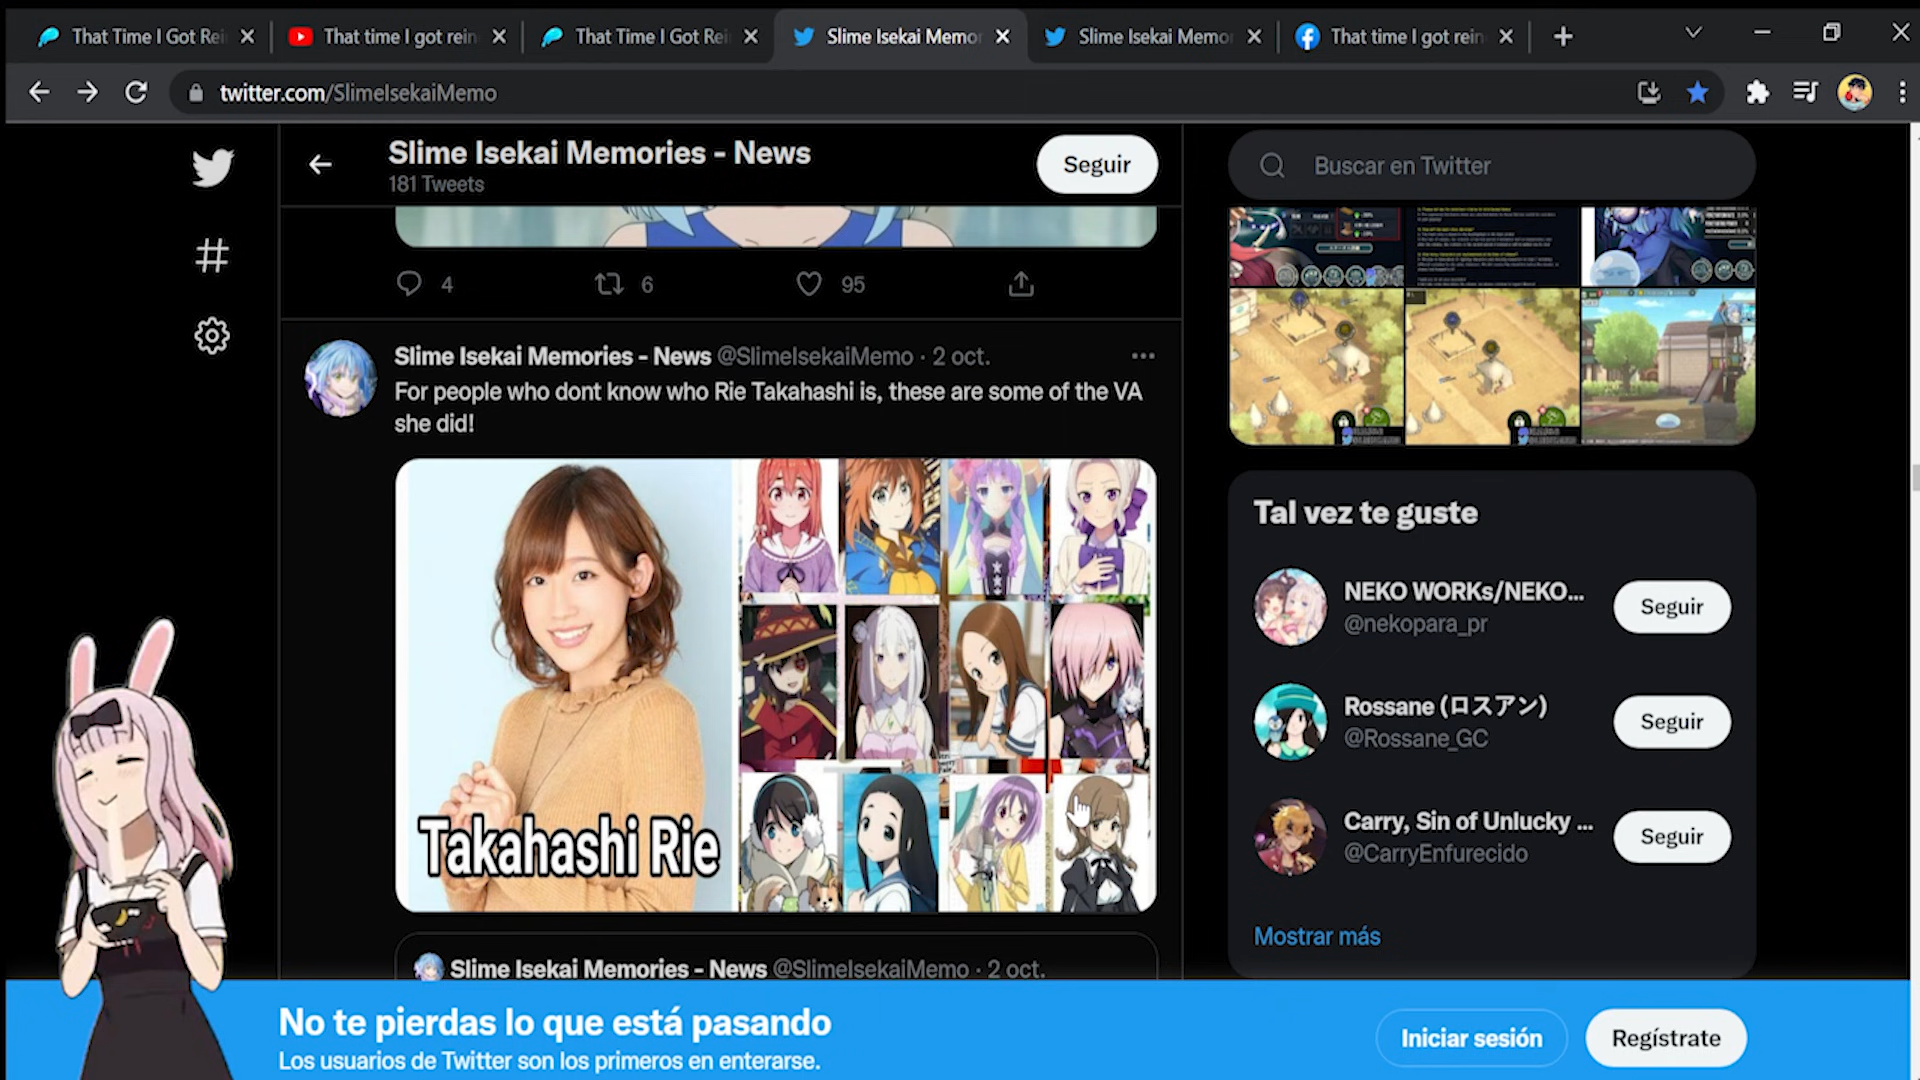 That Time I Got Rei
That time I got rein
That Time I Got Rei
Slime Isekai Memor
Slime Isekai Memor
That time I got rein
twitter.com/SlimeIsekaiMemo
Slime Isekai Memories - News
181 Tweets
Seguir
Buscar en Twitter
4
6
95
Slime Isekai Memories - News @SlimeIsekaiMemo · 2 oct.
For people who dont know who Rie Takahashi is, these are some of the VA
she did!
Takahashi Rie
Slime Isekai Memories - News @SlimeIsekaiMemo · 2 oct.
Tal vez te guste
NEKO WORKs/NEKO...
@nekopara_pr
Seguir
Rossane (ロスアン)
@Rossane_GC
Seguir
Carry, Sin of Unlucky ...
@CarryEnfurecido
Seguir
Mostrar más
No te pierdas lo que está pasando
Los usuarios de Twitter son los primeros en enterarse.
Iniciar sesión
Regístrate